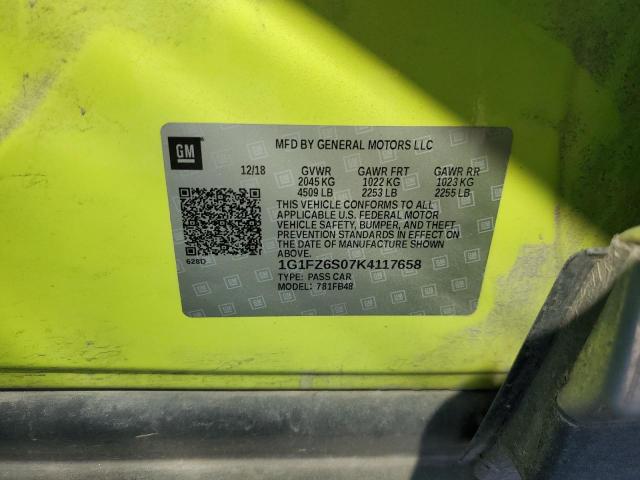 GM
MFD BY GENERAL MOTORS LLC
12/18 GVWR GAWR FRT GAWR RR
2045 KG 1022 KG 1023 KG
4509 LB 2253 LB 2255 LB
THIS VEHICLE CONFORMS TO ALL
APPLICABLE U.S. FEDERAL MOTOR
VEHICLE SAFETY, BUMPER, AND THEFT
PREVENTION STANDARDS IN EFFECT ON
THE DATE OF MANUFACTURE SHOWN
ABOVE.
628D
1G1FZ6S07K4117658
TYPE: PASS CAR
MODEL: 781FB48